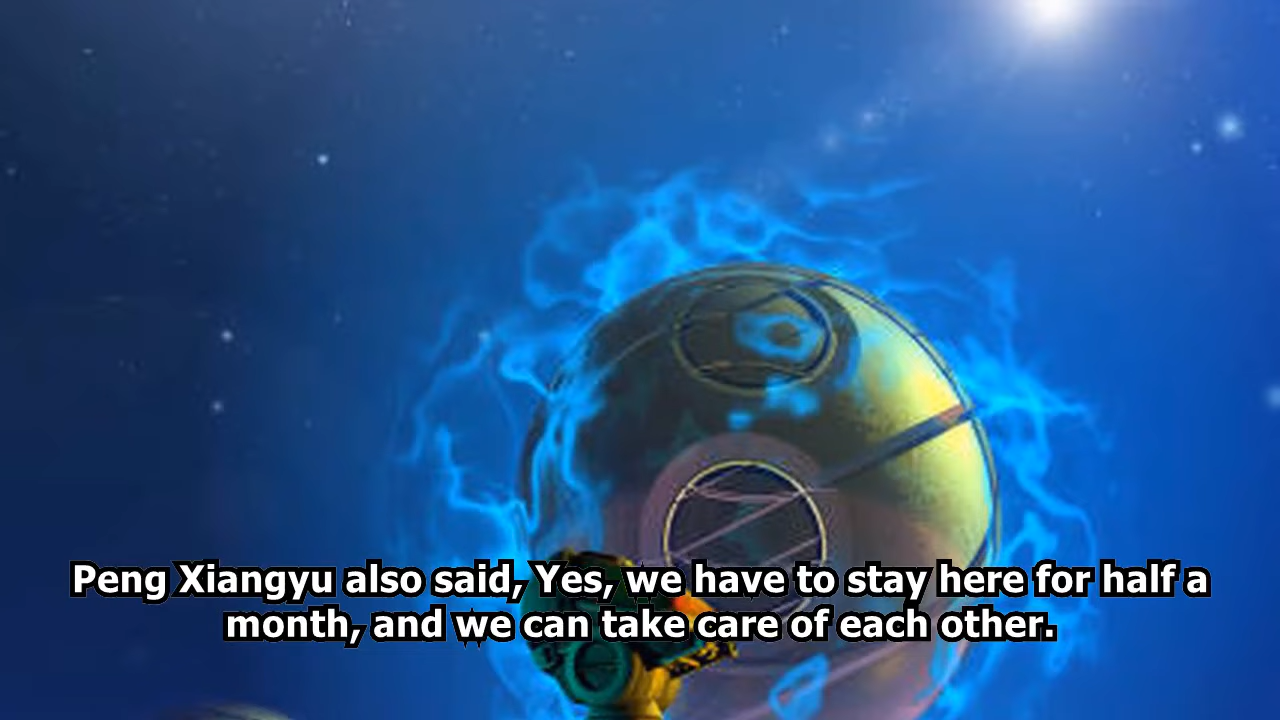 Peng Xiangyu also said, Yes, we have to stay here for half a
month, and we can take care of each other.